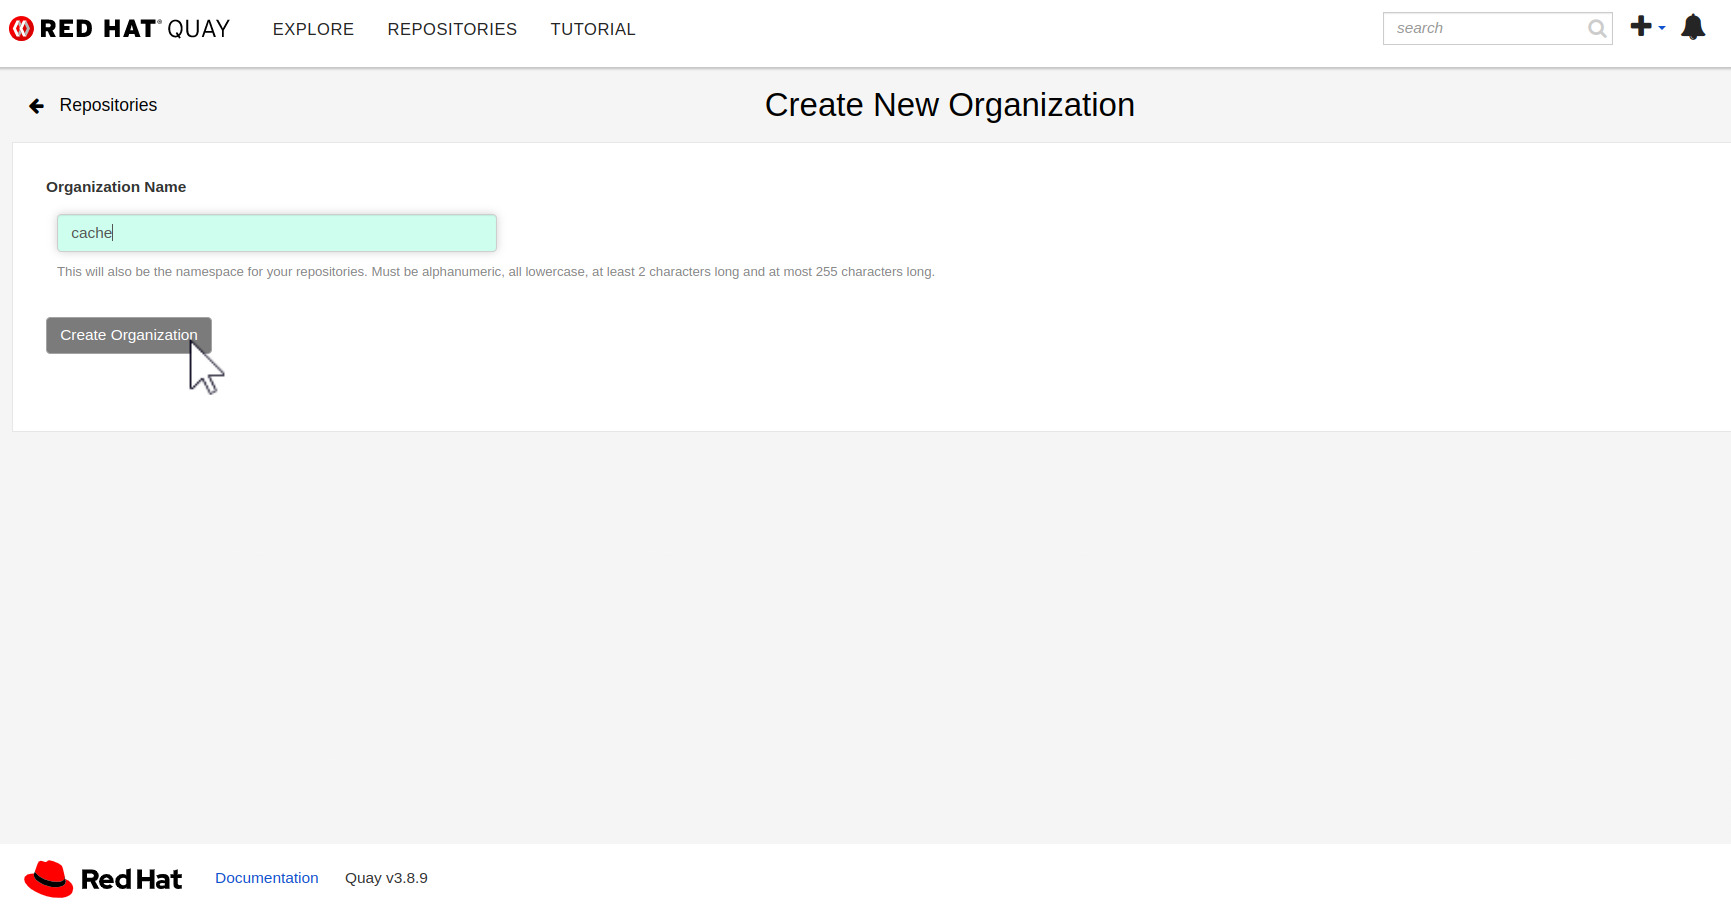 RED HAT® QUAY EXPLORE REPOSITORIES TUTORIAL search
Repositories
Create New Organization
Organization Name
cache
This will also be the namespace for your repositories. Must be alphanumeric, all lowercase, at least 2 characters long and at most 255 characters long.
Create Organization
Red Hat Documentation Quay v3.8.9